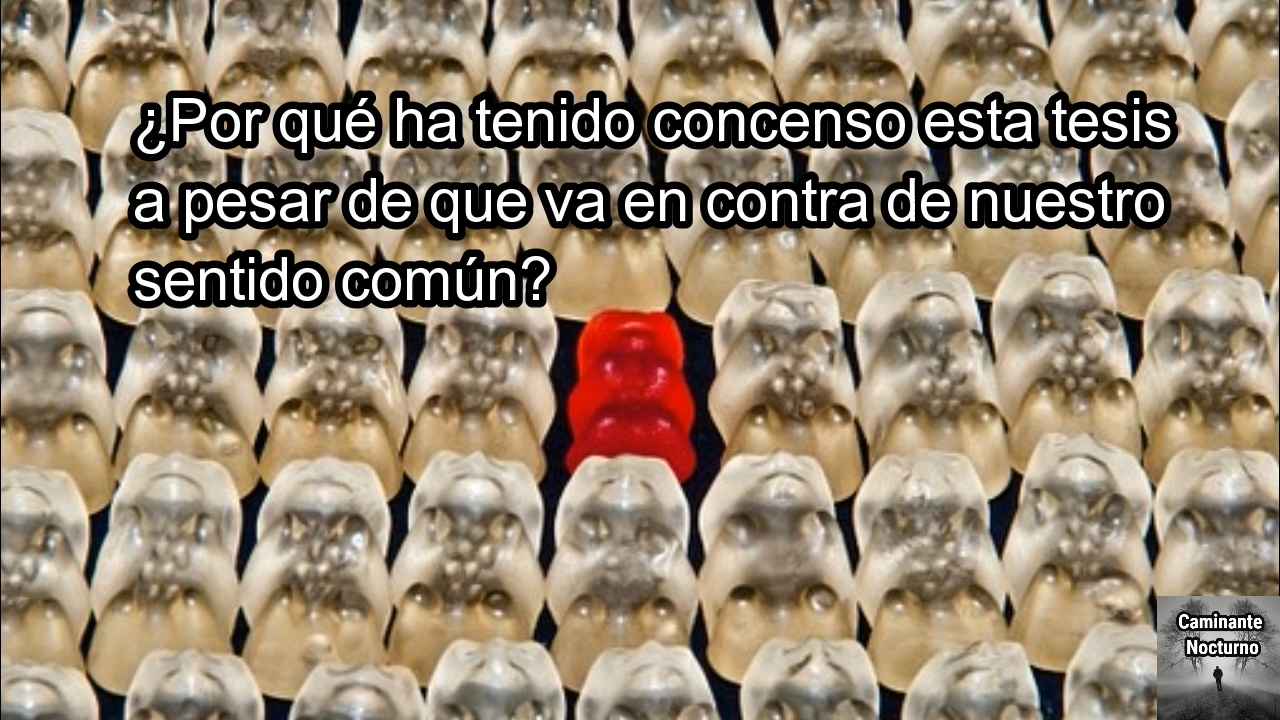 ¿Por qué ha tenido concenso esta tesis
a pesar de que va en contra de nuestro
sentido común?
Caminante
Nocturno